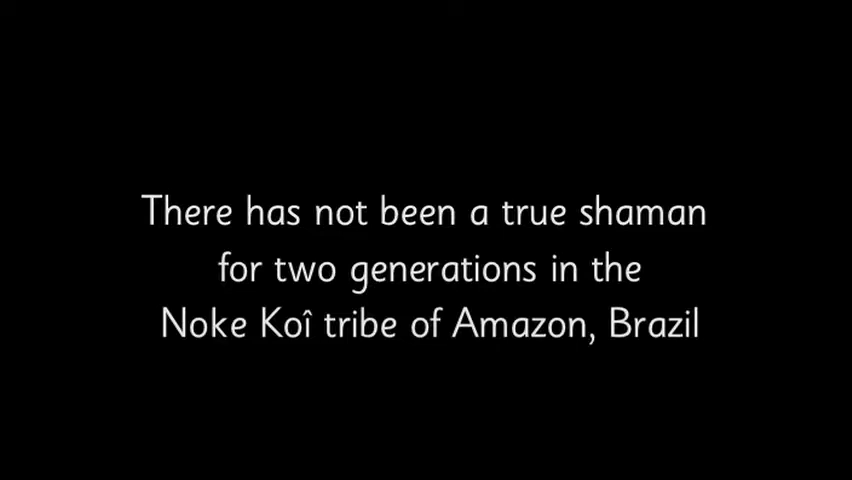 There has not been a true shaman
for two generations in the
Noke Koî tribe of Amazon, Brazil